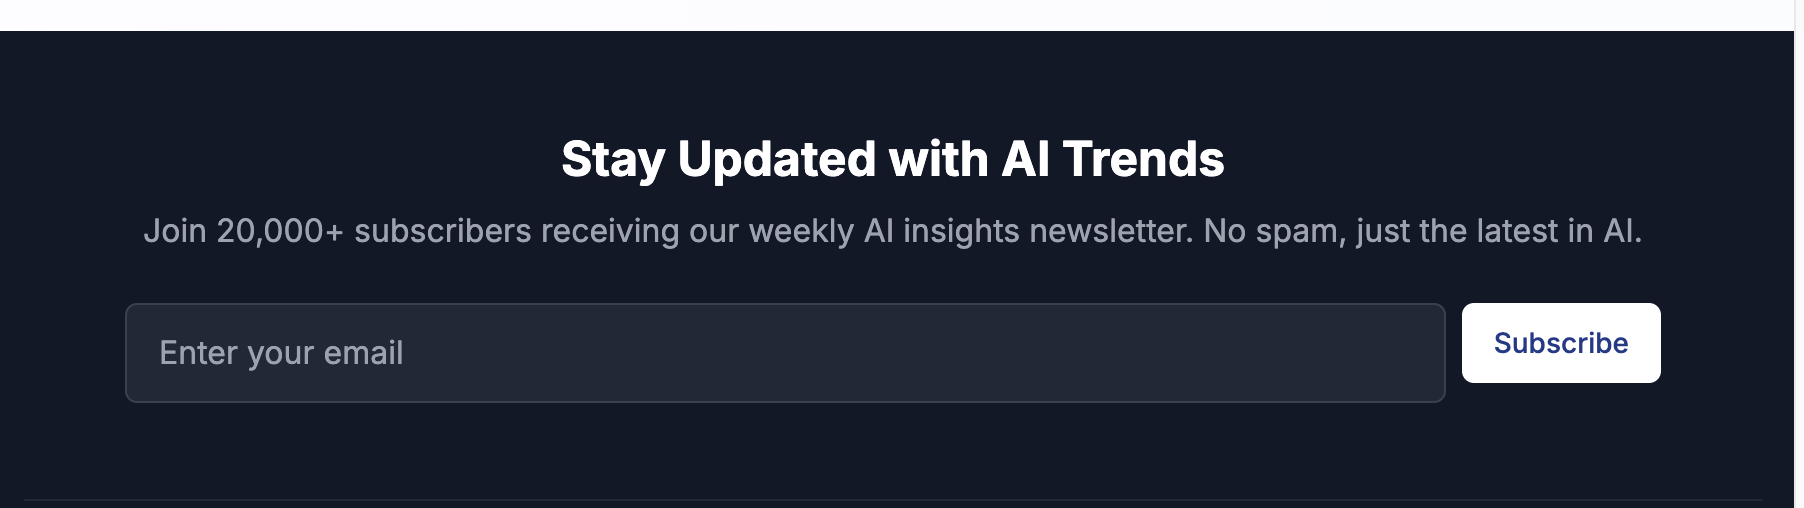 Stay Updated with AI Trends
Join 20,000+ subscribers receiving our weekly AI insights newsletter. No spam, just the latest in AI.
Enter your email
Subscribe